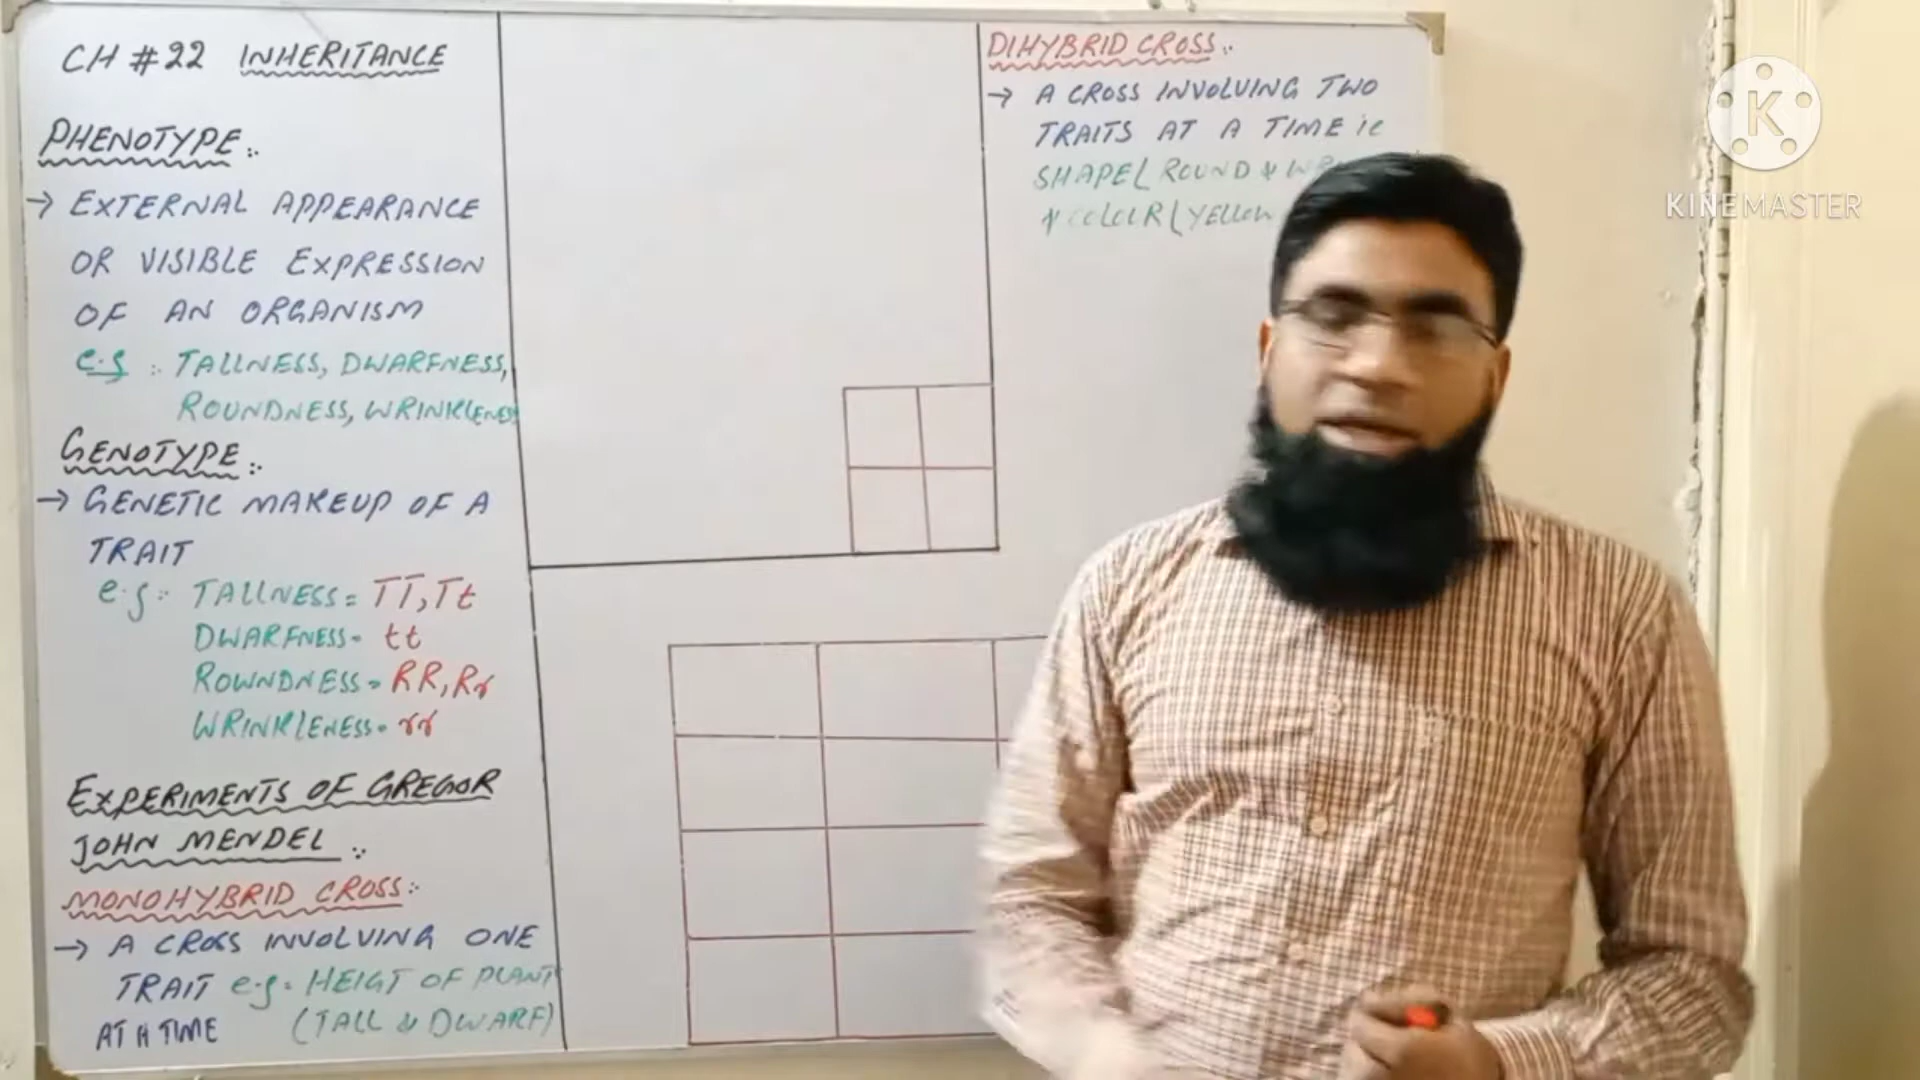 CH # 22 INHERITANCE
PHENOTYPE :-
→ EXTERNAL APPEARANCE
OR VISIBLE EXPRESSION
OF AN ORGANISM
e.g :- TALLNESS, DWARFNESS,
ROUNDNESS, WRINKLENESS
GENOTYPE :-
→ GENETIC MAKEUP OF A
TRAIT
e.g :- TALLNESS = TT, Tt
DWARFNESS = tt
ROWNDNESS = RR, Rr
WRINKLENESS = rr
EXPERIMENTS OF GREGOR
JOHN MENDEL :-
MONOHYBRID CROSS :-
→ A CROSS INVOLVING ONE
TRAIT e.g = HEIGT OF PLANT
AT A TIME (TALL & DWARF)
DIHYBRID CROSS :-
→ A CROSS INVOLVING TWO
TRAITS AT A TIME ie
SHAPE( ROUND &
& COLOUR ( YELLOW
K
KINEMASTER